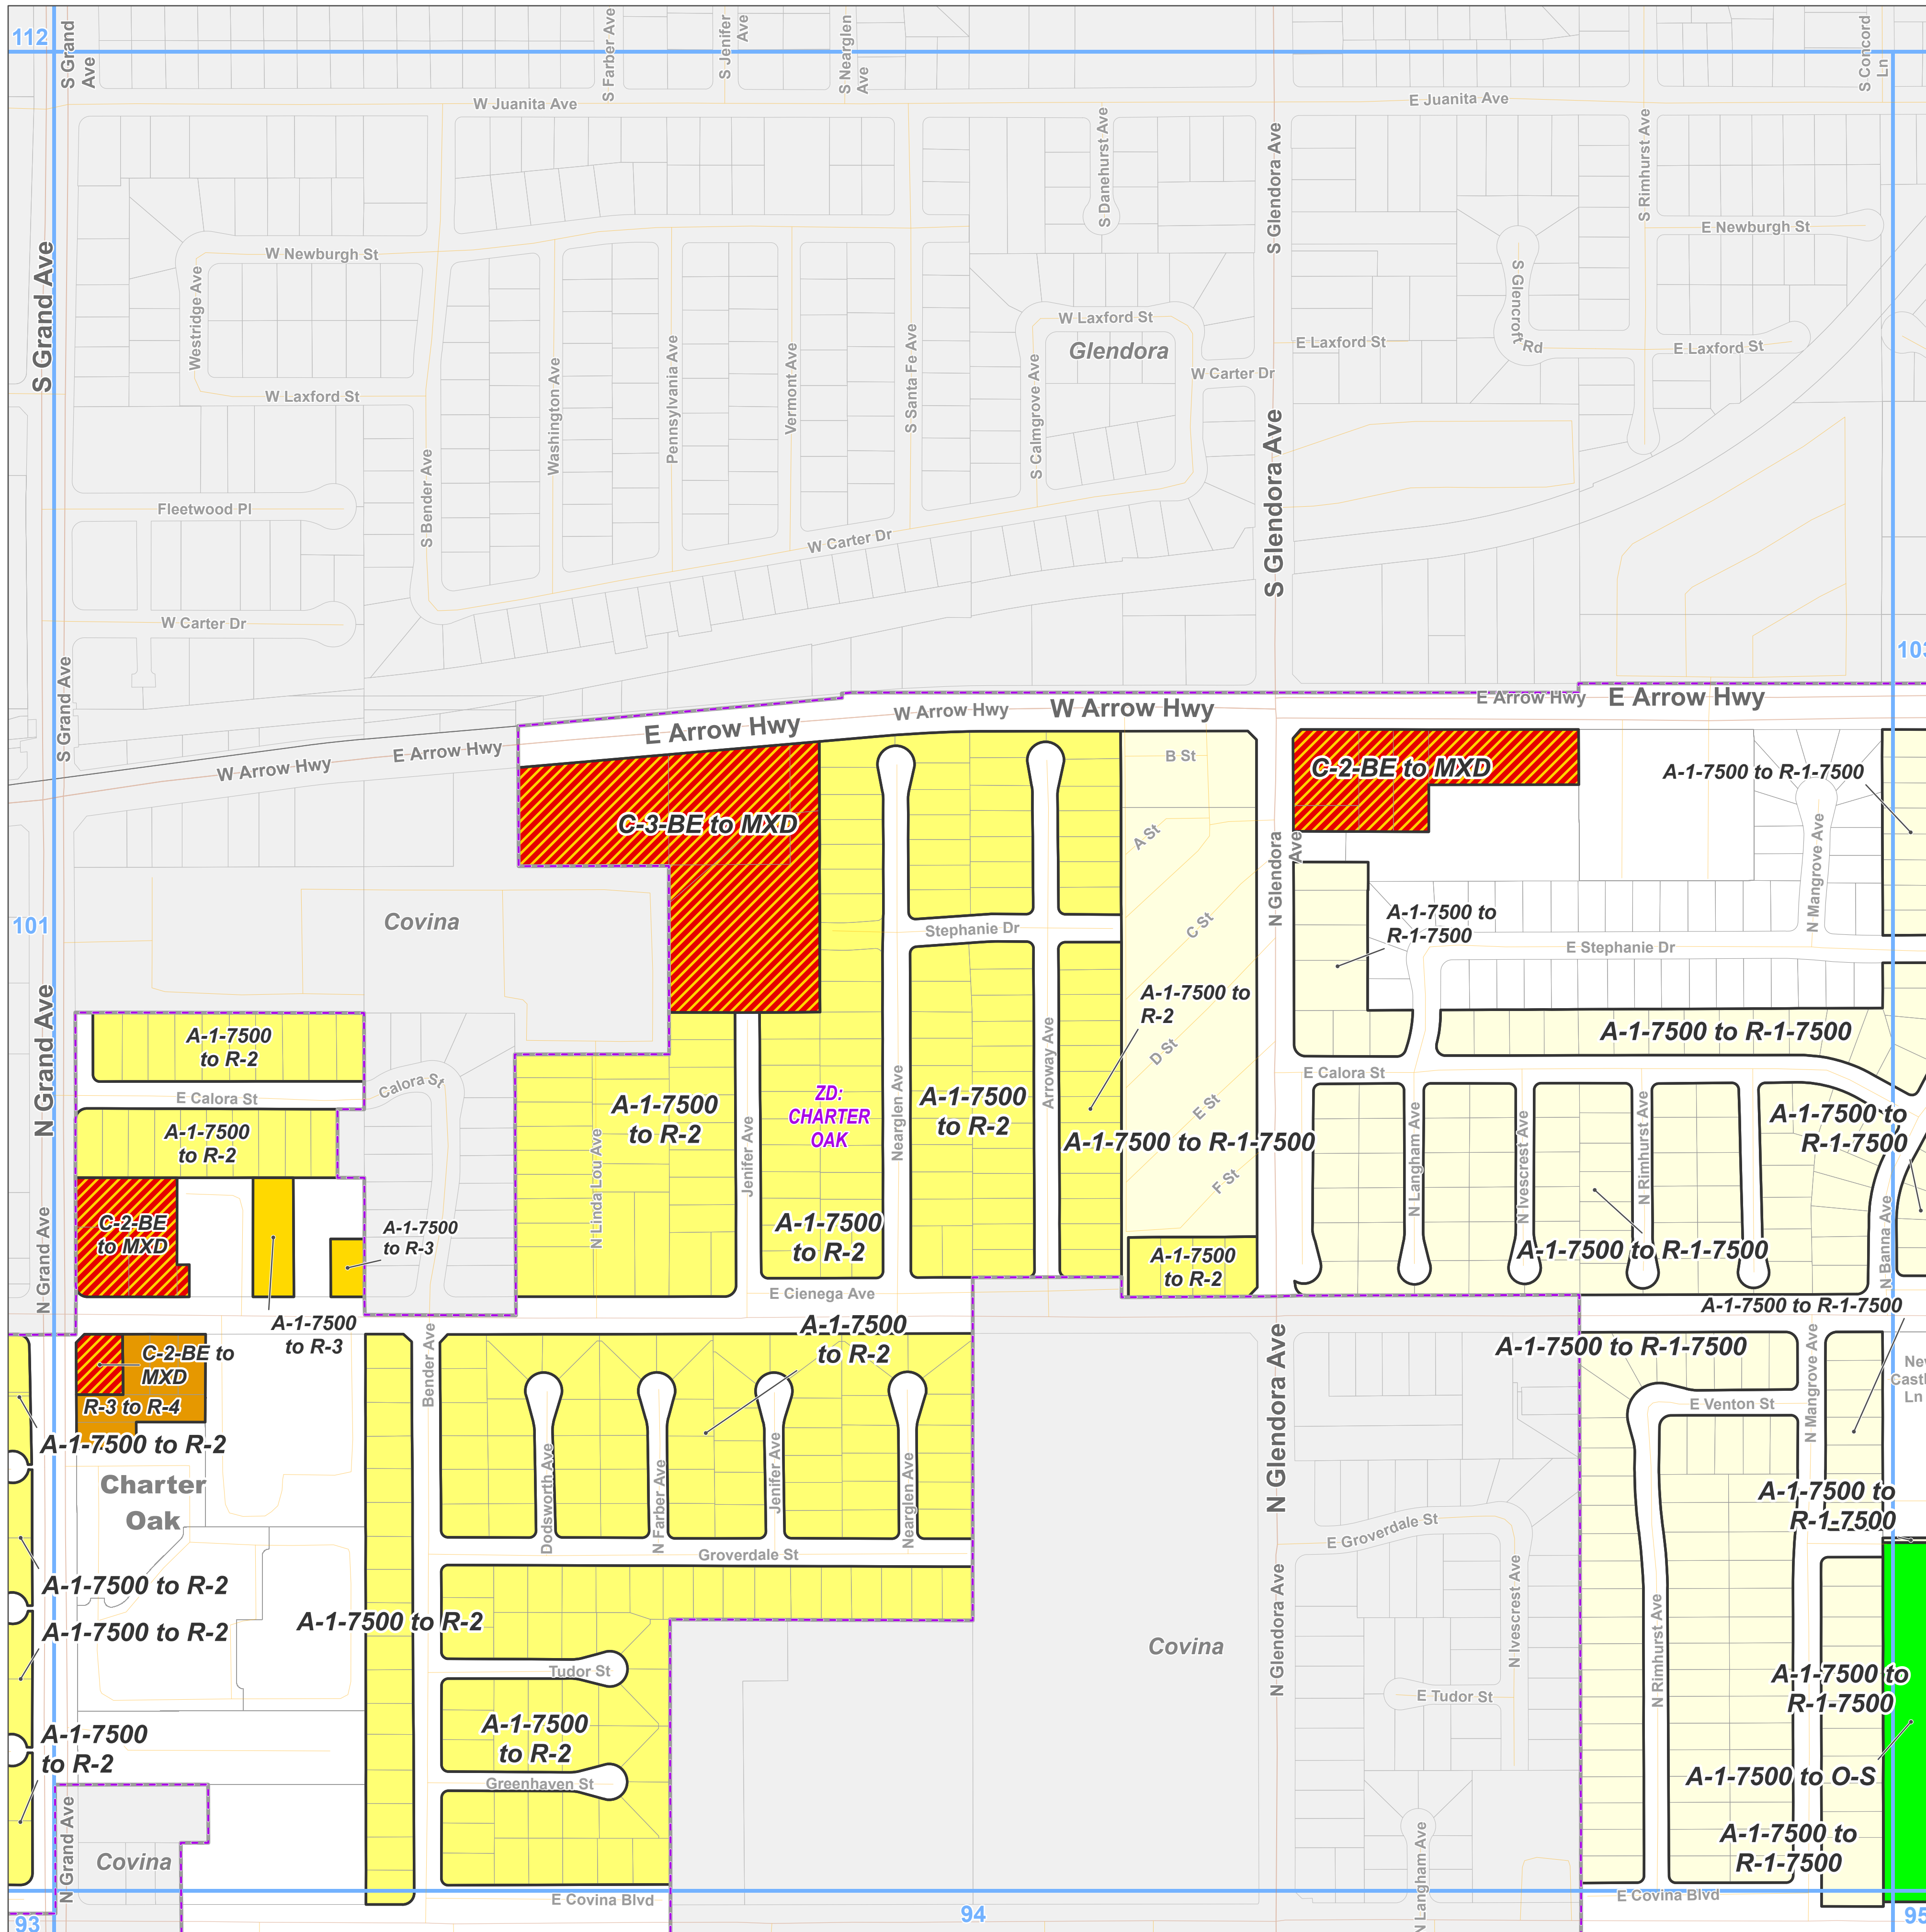 112
S Grand
Ave
S Farber Ave
S Jenifer
Ave
S Nearglen
Ave
S Concord
Ln
W Juanita Ave
E Juanita Ave
S Danehurst Ave
S Glendora Ave
S Rimhurst Ave
W Newburgh St
E Newburgh St
S Grand Ave
Westridge Ave
S Glencroft
Rd
W Laxford St
Glendora
E Laxford St
E Laxford St
W Carter Dr
W Laxford St
S Bender Ave
Washington Ave
Pennsylvania Ave
Vermont Ave
S Santa Fe Ave
S Calmgrove Ave
S Glendora Ave
Fleetwood Pl
W Carter Dr
W Carter Dr
103
S Grand Ave
E Arrow Hwy
E Arrow Hwy
W Arrow Hwy
W Arrow Hwy
E Arrow Hwy
E Arrow Hwy
W Arrow Hwy
B St
C-2-BE to MXD
A-1-7500 to R-1-7500
C-3-BE to MXD
A St
N Glendora
Ave
N Mangrove Ave
101
Covina
Stephanie Dr
C St
A-1-7500 to
R-1-7500
E Stephanie Dr
N Grand Ave
A-1-7500 to
R-2
A-1-7500
to R-2
Arroway Ave
D St
A-1-7500 to R-1-7500
E Calora St
Calora St
E Calora St
A-1-7500
to R-2
ZD:
CHARTER
OAK
Nearglen Ave
A-1-7500
to R-2
E St
A-1-7500
to R-2
A-1-7500 to R-1-7500
N Langham Ave
N Ivescrest Ave
N Rimhurst Ave
A-1-7500 to
R-1-7500
Jenifer Ave
N Linda Lou Ave
F St
N Grand Ave
C-2-BE
to MXD
A-1-7500
to R-3
A-1-7500
to R-2
A-1-7500
to R-2
A-1-7500 to R-1-7500
N Banna Ave
E Cienega Ave
A-1-7500
to R-3
A-1-7500
to R-2
A-1-7500 to R-1-7500
C-2-BE to
MXD
R-3 to R-4
Bender Ave
N Glendora Ave
A-1-7500 to R-1-7500
N Mangrove Ave
Ln
E Venton St
A-1-7500 to R-2
Charter
Oak
Dodsworth Ave
N Farber Ave
Jenifer Ave
Nearglen Ave
A-1-7500 to
R-1-7500
E Groverdale St
Groverdale St
A-1-7500 to R-2
N Glendora Ave
N Ivescrest Ave
N Rimhurst Ave
A-1-7500 to R-2
A-1-7500 to R-2
Covina
Tudor St
E Tudor St
A-1-7500 to
R-1-7500
A-1-7500
to R-2
A-1-7500
to R-2
Greenhaven St
A-1-7500 to O-S
N Grand Ave
Covina
N Langham Ave
A-1-7500 to
R-1-7500
E Covina Blvd
E Covina Blvd
93
94
95